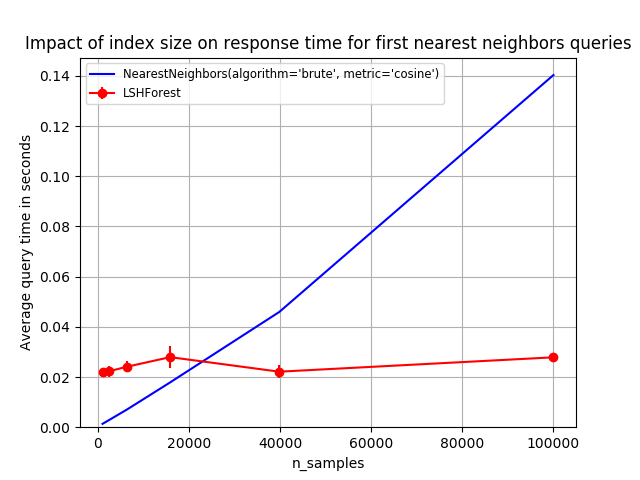 Impact of index size on response time for first nearest neighbors queries
NearestNeighbors(algorithm='brute', metric='cosine')
LSHForest
Average query time in seconds
0.14
0.12
0.10
0.08
0.06
0.04
0.02
0.00
0 20000 40000 60000 80000 100000
n_samples